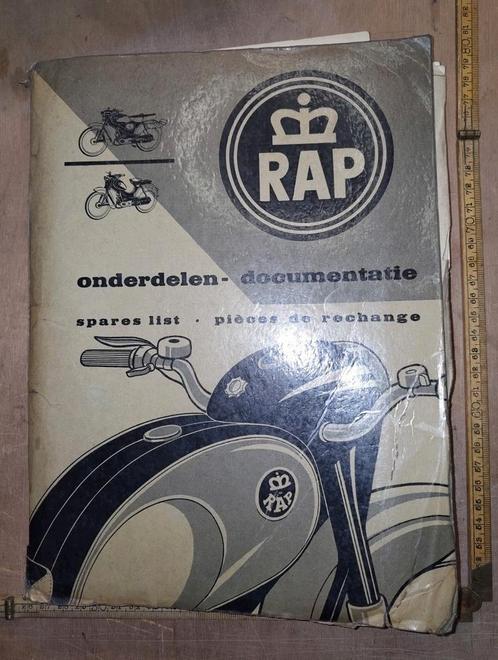 RAP
onderdelen - documentatie
spares list · pièces de rechange
RAP